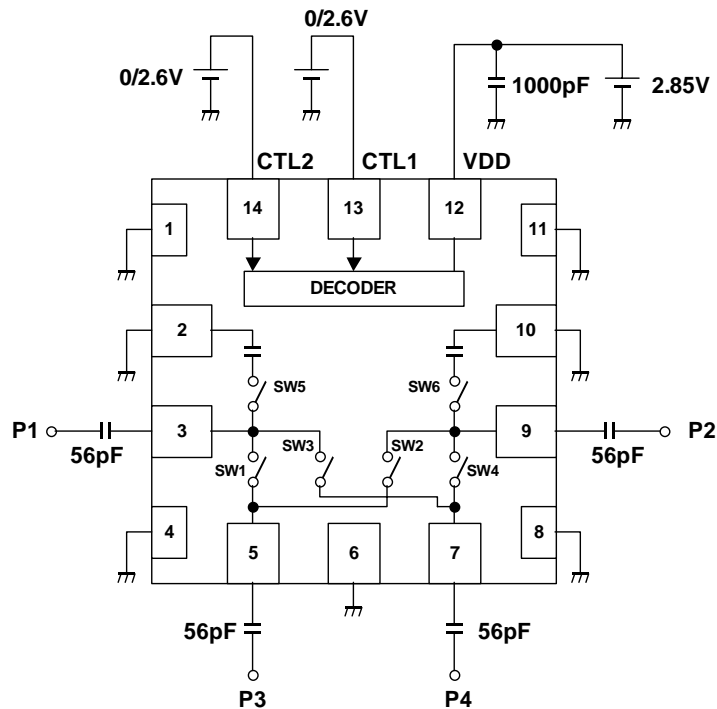 0/2.6V
0/2.6V
1000pF
2.85V
CTL2
CTL1
VDD
14
13
12
1
11
DECODER
2
10
SW5
SW6
P1
3
SW3
SW2
9
P2
56pF
SW1
SW4
56pF
4
8
5
6
7
56pF
56pF
P3
P4